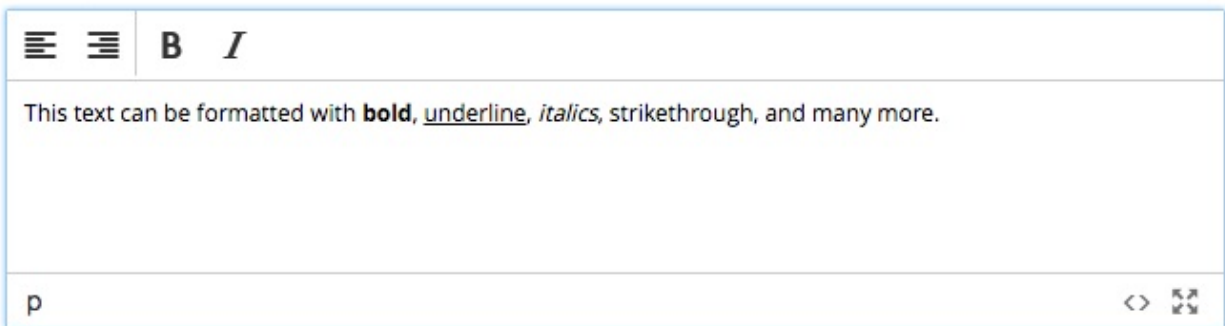 B I
This text can be formatted with bold, underline, italics, strikethrough, and many more.
p